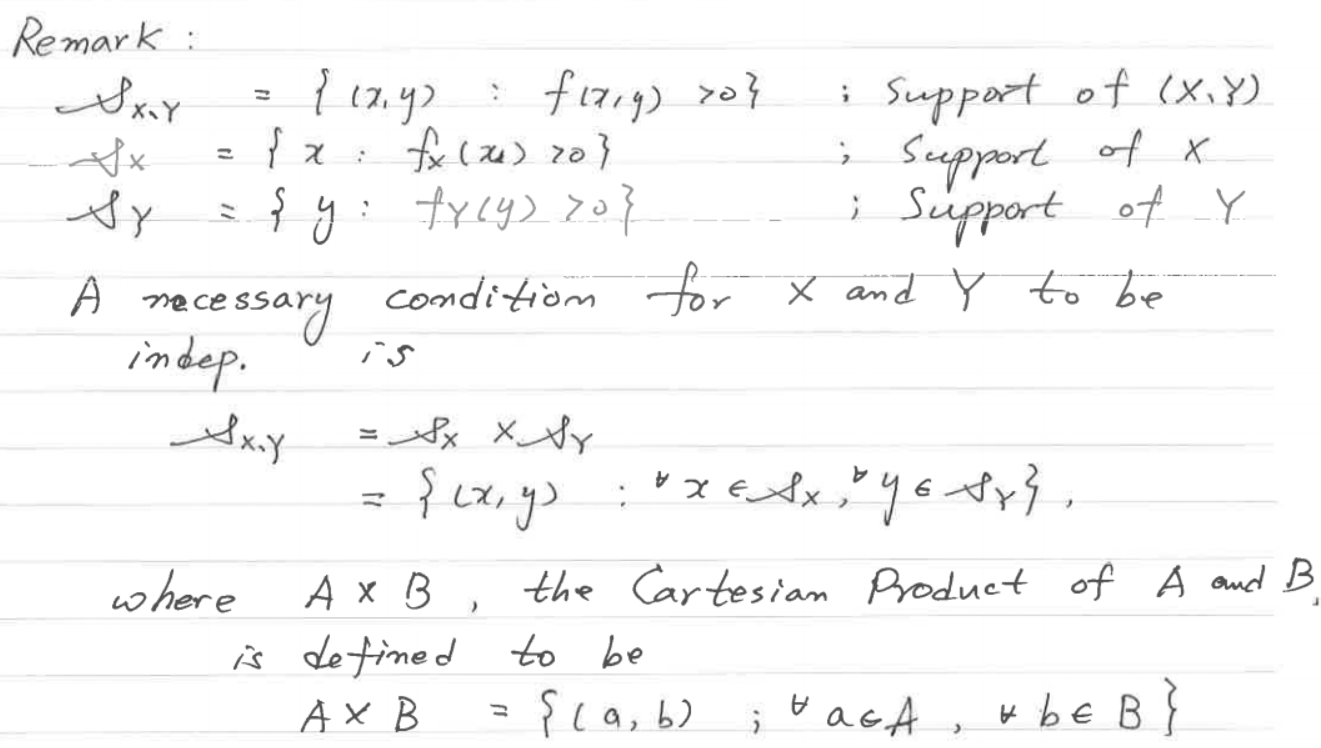 Remark :
𝒮X,Y = { (x,y) : f(x,y) >0} ; Support of (X,Y)
𝒮X = { x : fX(x) >0} ; Support of X
𝒮Y = { y : fY(y) >0} ; Support of Y
A necessary condition for X and Y to be
indep. is
𝒮X,Y = 𝒮X × 𝒮Y
= { (x,y) : ∀ x ∈ 𝒮X, ∀ y ∈ 𝒮Y},
where A × B , the Cartesian Product of A and B,
is defined to be
A × B = { (a, b) ; ∀ a∈A , ∀ b∈ B }